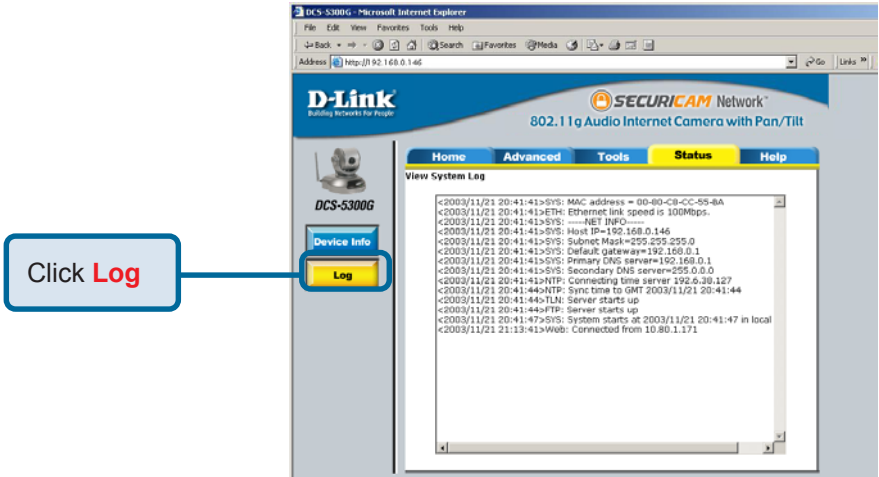 DCS-5300G - Microsoft Internet Explorer
File Edit View Favorites Tools Help
Back Search Favorites Media
Address http://192.168.0.146 Go Links »
D-Link
Building Networks for People
SECURICAM Network™
802.11g Audio Internet Camera with Pan/Tilt
Home Advanced Tools Status Help
DCS-5300G
Device Info
Log
Click Log
View System Log
<2003/11/21 20:41:41>SYS: MAC address = 00-80-C8-CC-55-8A
<2003/11/21 20:41:41>ETH: Ethernet link speed is 100Mbps.
<2003/11/21 20:41:41>SYS: -----NET INFO-----
<2003/11/21 20:41:41>SYS: Host IP=192.168.0.146
<2003/11/21 20:41:41>SYS: Subnet Mask=255.255.255.0
<2003/11/21 20:41:41>SYS: Default gateway=192.168.0.1
<2003/11/21 20:41:41>SYS: Primary DNS server=192.168.0.1
<2003/11/21 20:41:41>SYS: Secondary DNS server=255.0.0.0
<2003/11/21 20:41:41>NTP: Connecting time server 192.6.38.127
<2003/11/21 20:41:44>NTP: Sync time to GMT 2003/11/21 20:41:44
<2003/11/21 20:41:44>TLN: Server starts up
<2003/11/21 20:41:44>FTP: Server starts up
<2003/11/21 20:41:47>SYS: System starts at 2003/11/21 20:41:47 in local
<2003/11/21 21:13:41>Web: Connected from 10.80.1.171